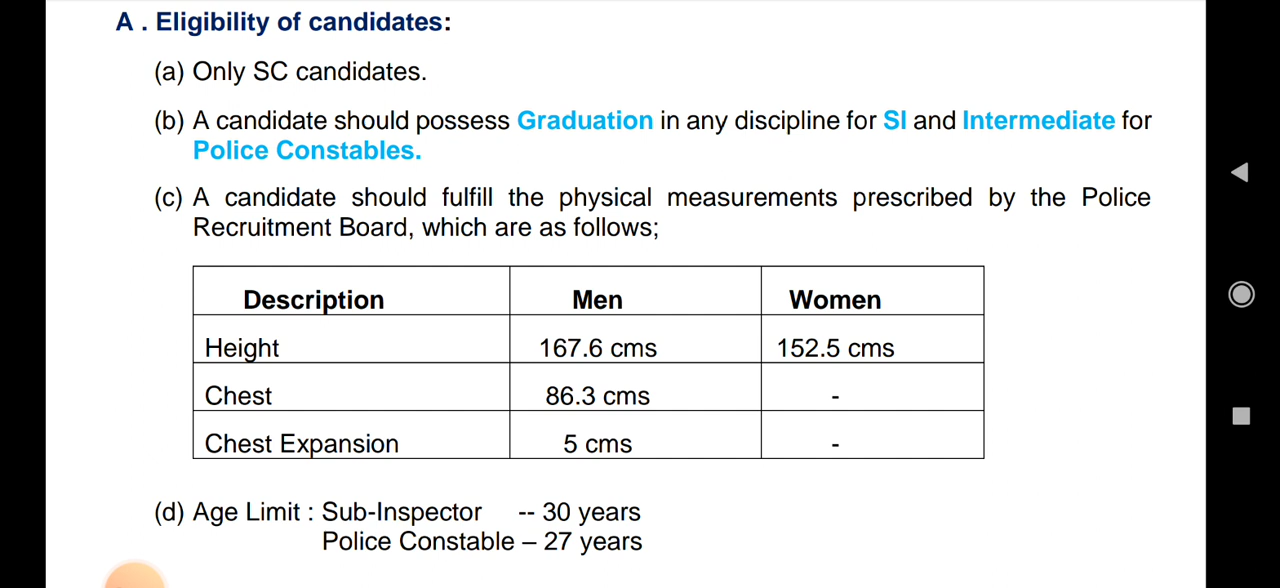 A . Eligibility of candidates:
(a) Only SC candidates.
(b) A candidate should possess Graduation in any discipline for SI and Intermediate for
Police Constables.
(c) A candidate should fulfill the physical measurements prescribed by the Police
Recruitment Board, which are as follows;
Description Men Women
Height 167.6 cms 152.5 cms
Chest 86.3 cms -
Chest Expansion 5 cms -
(d) Age Limit : Sub-Inspector -- 30 years
Police Constable – 27 years